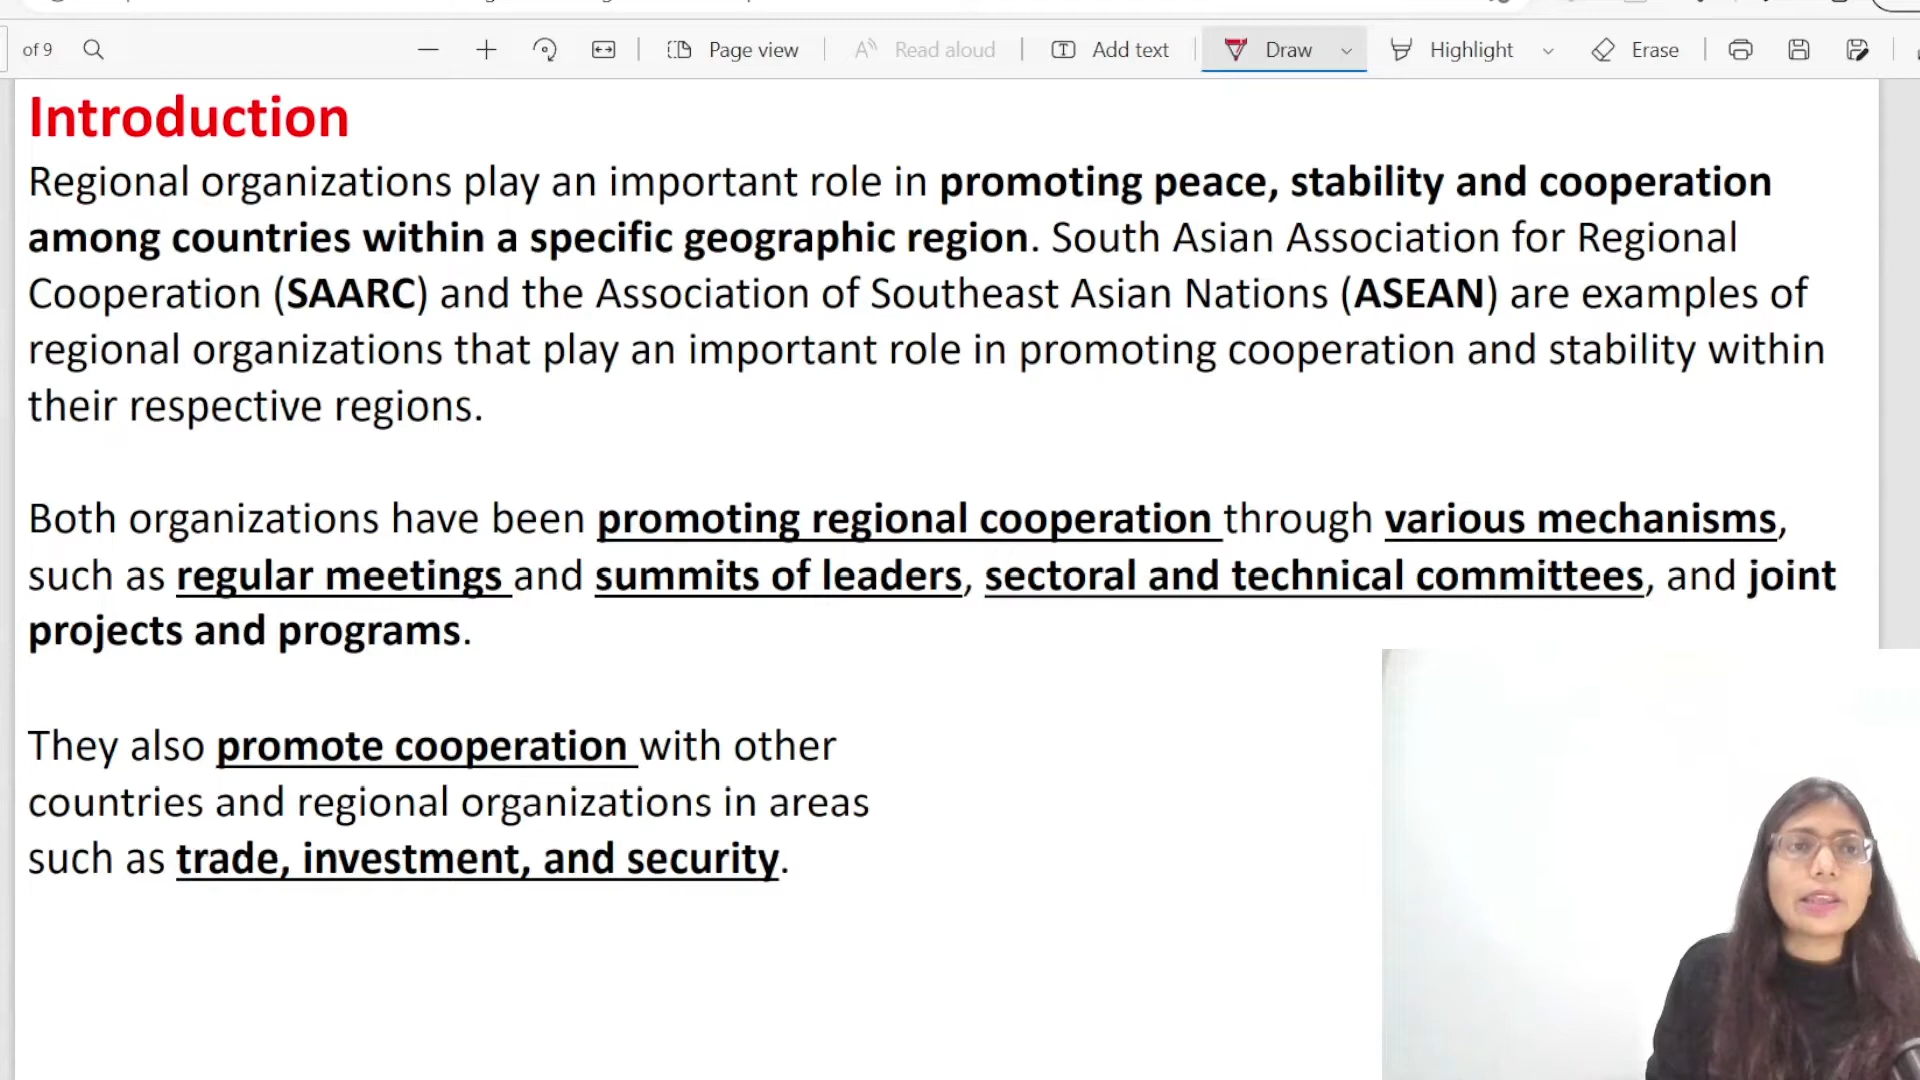 of 9
Page view
Read aloud
Add text
Draw
Highlight
Erase
Introduction
Regional organizations play an important role in promoting peace, stability and cooperation
among countries within a specific geographic region. South Asian Association for Regional
Cooperation (SAARC) and the Association of Southeast Asian Nations (ASEAN) are examples of
regional organizations that play an important role in promoting cooperation and stability within
their respective regions.
Both organizations have been promoting regional cooperation through various mechanisms,
such as regular meetings and summits of leaders, sectoral and technical committees, and joint
projects and programs.
They also promote cooperation with other
countries and regional organizations in areas
such as trade, investment, and security.